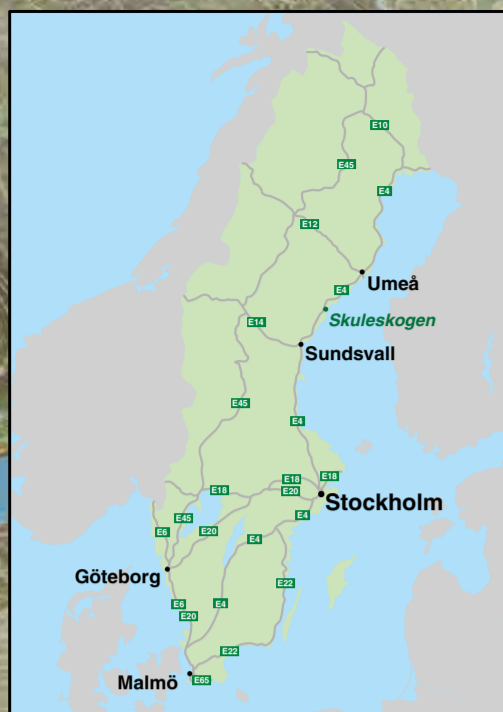 E10
E45
E4
E12
Umeå
E4
Skuleskogen
E14
Sundsvall
E45
E4
E18
E18
E18
E20
Stockholm
E45
E4
E6
E20
E4
Göteborg
E22
E6
E4
E20
E22
Malmö
E65